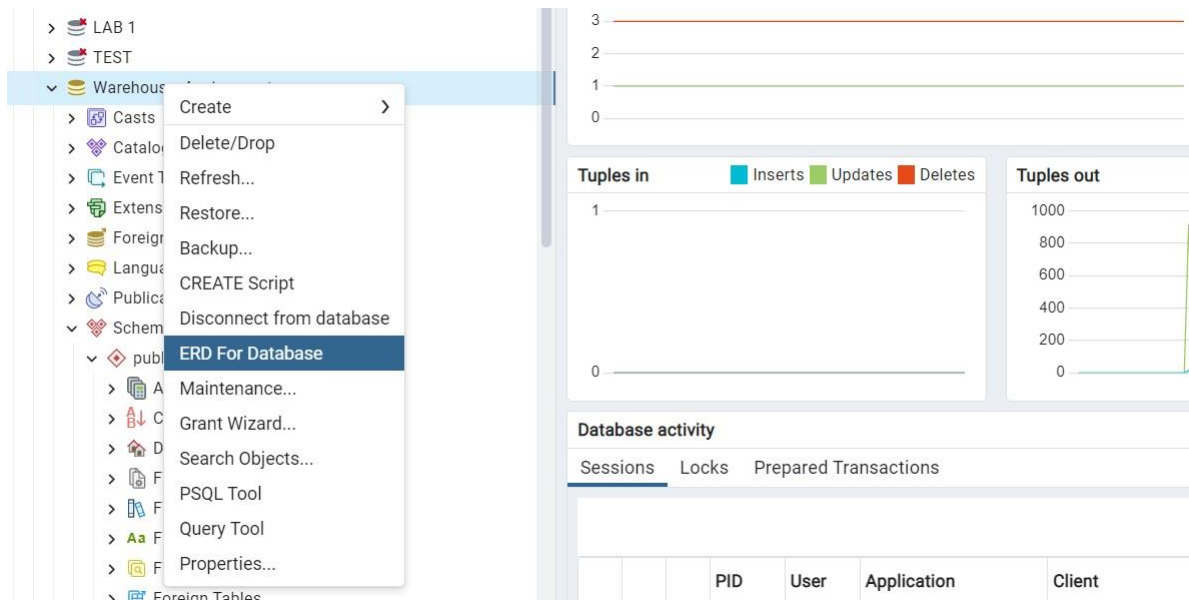 LAB 1
TEST
Create
Casts
Delete/Drop
Refresh...
Restore...
Backup...
CREATE Script
Disconnect from database
ERD For Database
Maintenance...
Grant Wizard...
Search Objects...
PSQL Tool
Query Tool
Properties...
Foreign Tables
3
2
1
0
Tuples in
Inserts Updates Deletes
1
0
Tuples out
1000
800
600
400
200
0
Database activity
Sessions Locks Prepared Transactions
PID User Application Client